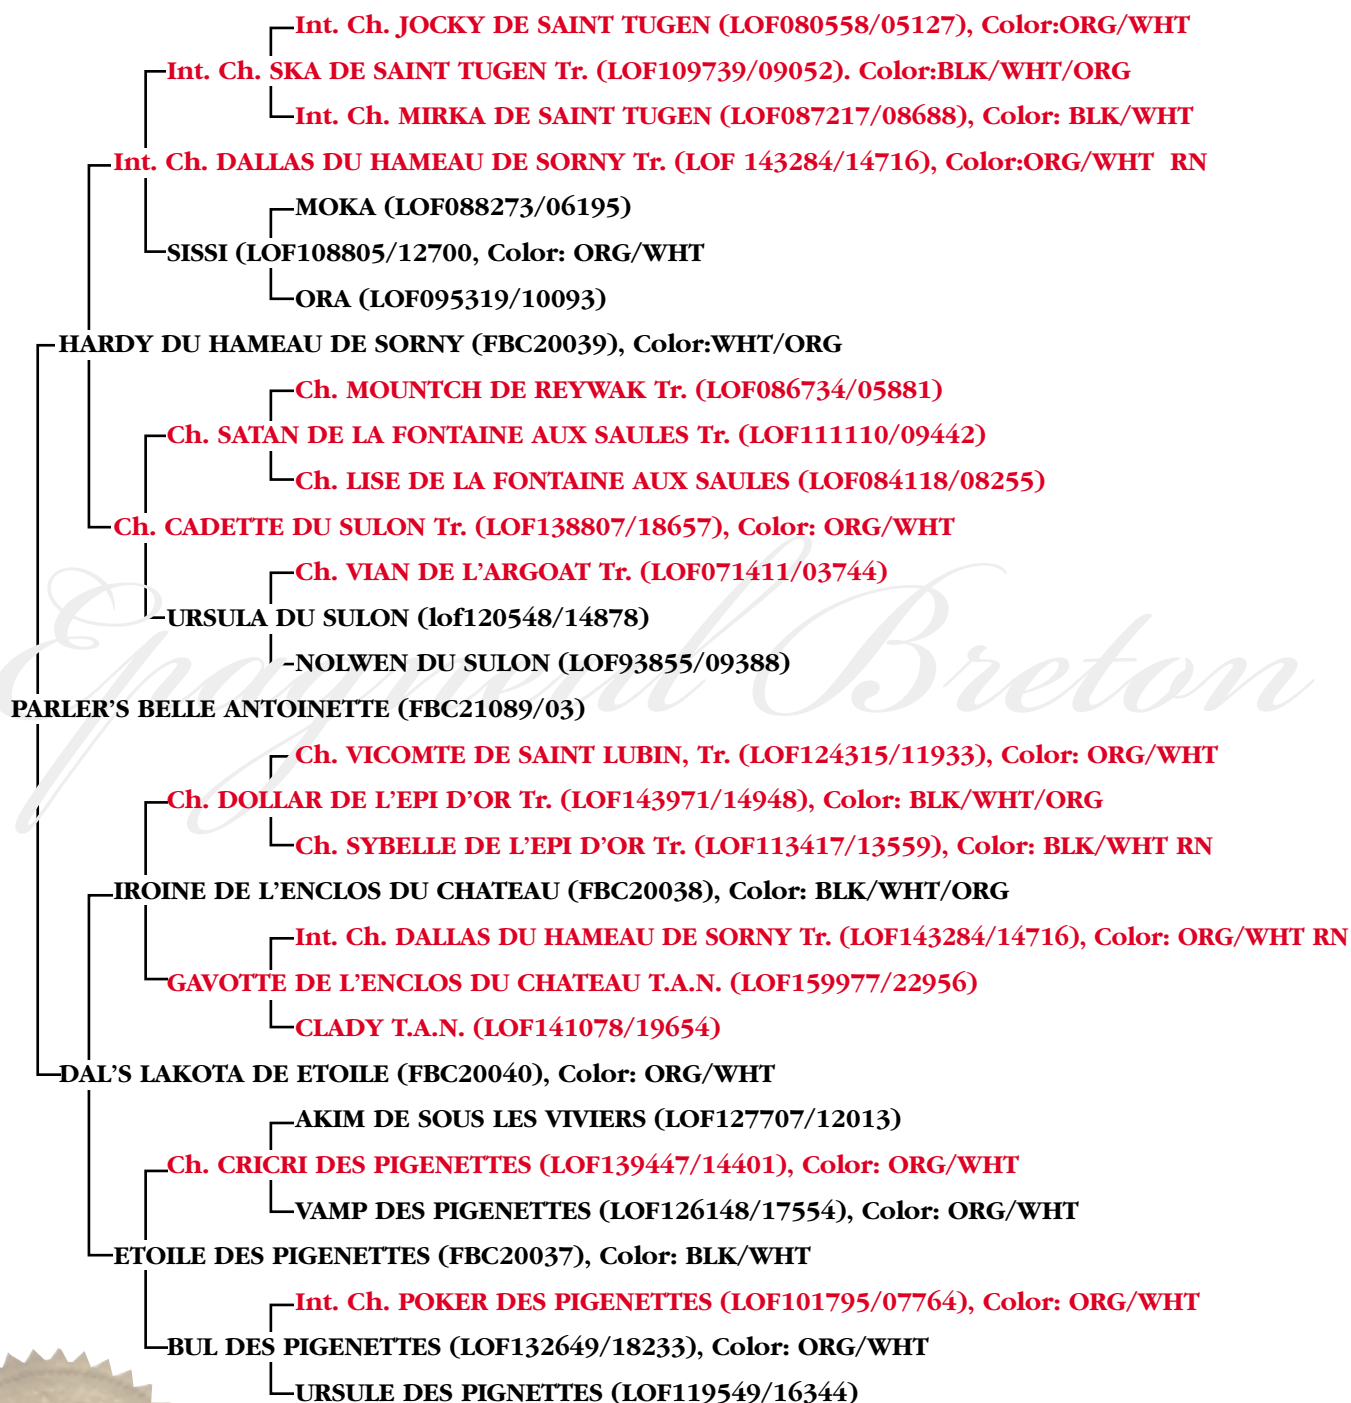 Int. Ch. JOCKY DE SAINT TUGEN (LOF080558/05127), Color:ORG/WHT
Int. Ch. SKA DE SAINT TUGEN Tr. (LOF109739/09052). Color:BLK/WHT/ORG
Int. Ch. MIRKA DE SAINT TUGEN (LOF087217/08688), Color: BLK/WHT
Int. Ch. DALLAS DU HAMEAU DE SORNY Tr. (LOF 143284/14716), Color:ORG/WHT RN
MOKA (LOF088273/06195)
SISSI (LOF108805/12700, Color: ORG/WHT
ORA (LOF095319/10093)
HARDY DU HAMEAU DE SORNY (FBC20039), Color:WHT/ORG
Ch. MOUNTCH DE REYWAK Tr. (LOF086734/05881)
Ch. SATAN DE LA FONTAINE AUX SAULES Tr. (LOF111110/09442)
Ch. LISE DE LA FONTAINE AUX SAULES (LOF084118/08255)
Ch. CADETTE DU SULON Tr. (LOF138807/18657), Color: ORG/WHT
Ch. VIAN DE L'ARGOAT Tr. (LOF071411/03744)
URSULA DU SULON (lof120548/14878)
NOLWEN DU SULON (LOF93855/09388)
Epagneul Breton
PARLER'S BELLE ANTOINETTE (FBC21089/03)
Ch. VICOMTE DE SAINT LUBIN, Tr. (LOF124315/11933), Color: ORG/WHT
Ch. DOLLAR DE L'EPI D'OR Tr. (LOF143971/14948), Color: BLK/WHT/ORG
Ch. SYBELLE DE L'EPI D'OR Tr. (LOF113417/13559), Color: BLK/WHT RN
IROINE DE L'ENCLOS DU CHATEAU (FBC20038), Color: BLK/WHT/ORG
Int. Ch. DALLAS DU HAMEAU DE SORNY Tr. (LOF143284/14716), Color: ORG/WHT RN
GAVOTTE DE L'ENCLOS DU CHATEAU T.A.N. (LOF159977/22956)
CLADY T.A.N. (LOF141078/19654)
DAL'S LAKOTA DE ETOILE (FBC20040), Color: ORG/WHT
AKIM DE SOUS LES VIVIERS (LOF127707/12013)
Ch. CRICRI DES PIGENETTES (LOF139447/14401), Color: ORG/WHT
VAMP DES PIGENETTES (LOF126148/17554), Color: ORG/WHT
ETOILE DES PIGENETTES (FBC20037), Color: BLK/WHT
Int. Ch. POKER DES PIGENETTES (LOF101795/07764), Color: ORG/WHT
BUL DES PIGENETTES (LOF132649/18233), Color: ORG/WHT
URSULE DES PIGNETTES (LOF119549/16344)